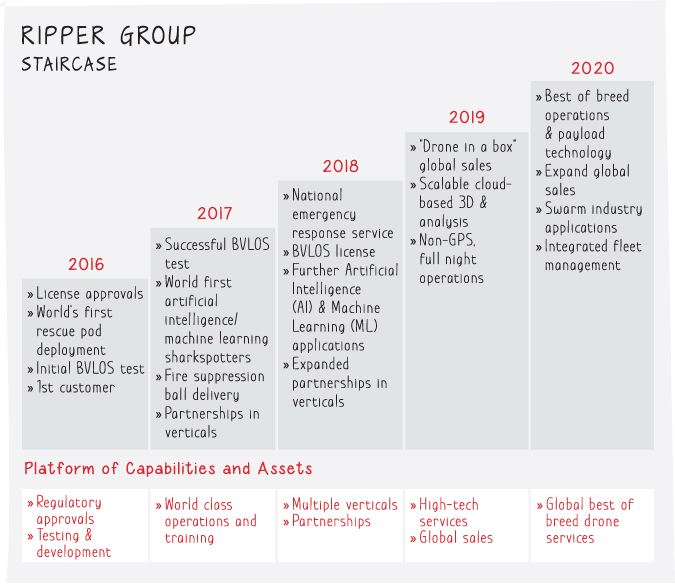 RIPPER GROUP
STAIRCASE
2016
» License approvals
» World's first
rescue pod
deployment
» Initial BVLOS test
» 1st customer
2017
» Successful BVLOS
test
» World first
artificial
intelligence/
machine learning
sharkspotters
» Fire suppression
ball delivery
» Partnerships in
verticals
2018
» National
emergency
response service
» BVLOS license
» Further Artificial
Intelligence
(AI) & Machine
Learning (ML)
applications
» Expanded
partnerships in
verticals
2019
» "Drone in a box"
global sales
» Scalable cloud-
based 3D &
analysis
» Non-GPS,
full night
operations
2020
» Best of breed
operations
& payload
technology
» Expand global
sales
» Swarm industry
applications
» Integrated fleet
management
Platform of Capabilities and Assets
» Regulatory
approvals
» Testing &
development
» World class
operations and
training
» Multiple verticals
» Partnerships
» High-tech
services
» Global sales
» Global best of
breed drone
services